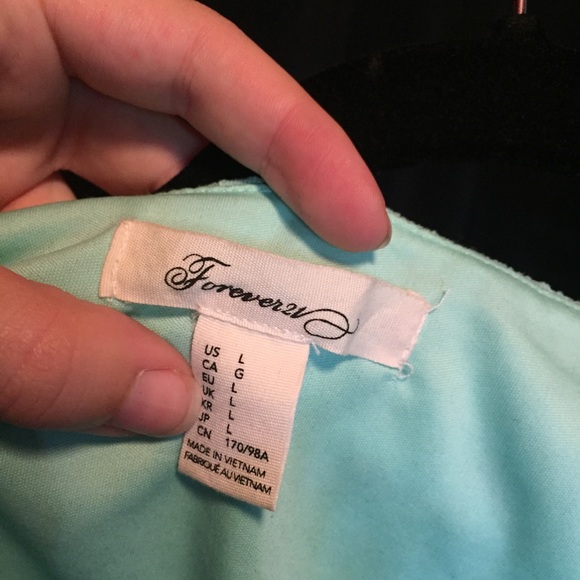 Forever21
US L
CA G
EU L
UK L
KR L
JP L
CN 170/98A
MADE IN VIETNAM
FABRIQUÉ AU VIETNAM